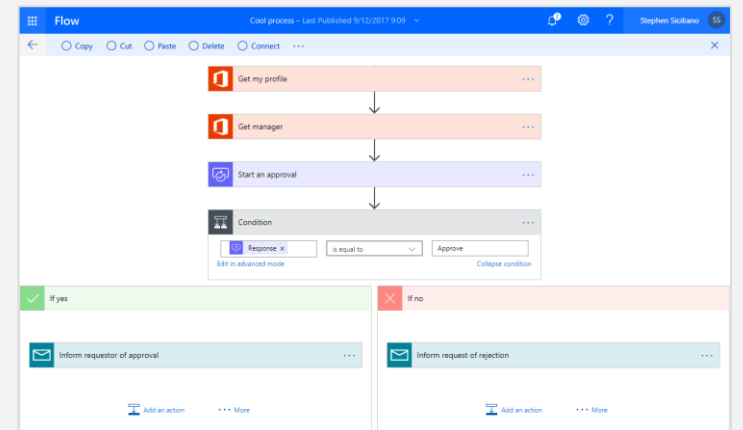 Flow Cool process – Last Published 9/12/2017 9:09 ? Stephen Siciliano SS
Copy Cut Paste Delete Connect ···
Get my profile ···
Get manager ···
Start an approval ···
Condition ···
Response × is equal to Approve
Edit in advanced mode Collapse condition
If yes If no
Inform requestor of approval ··· Inform request of rejection ···
Add an action ··· More Add an action ··· More